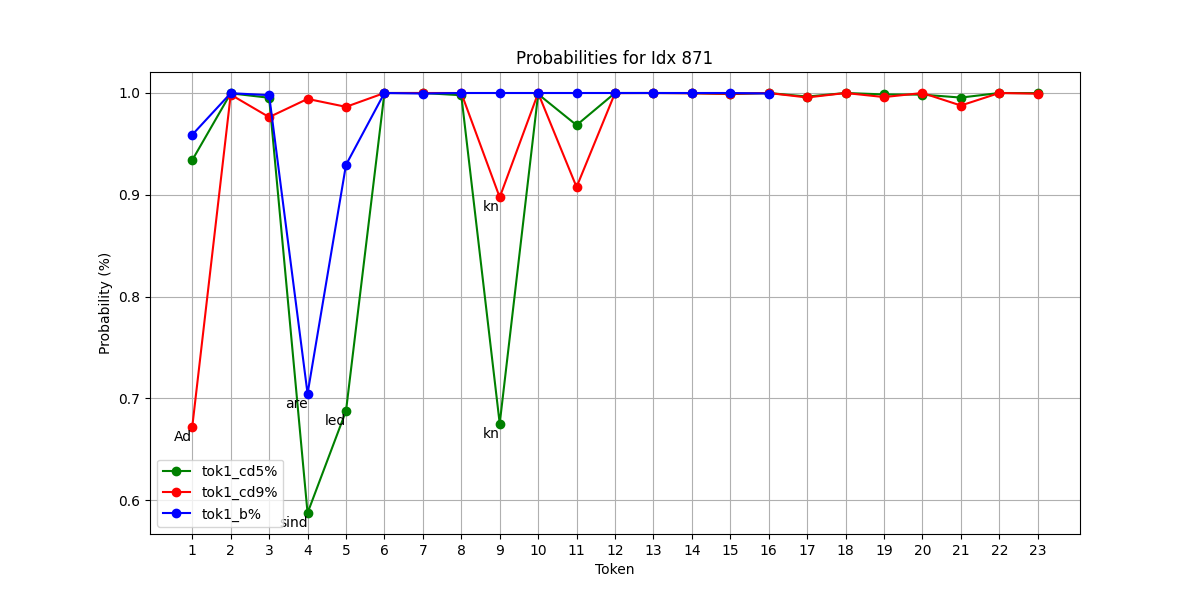 Probabilities for Idx 871
Probability (%)
1.0
0.9
0.8
0.7
0.6
Ad
are
led
sind
kn
kn
tok1_cd5%
tok1_cd9%
tok1_b%
1 2 3 4 5 6 7 8 9 10 11 12 13 14 15 16 17 18 19 20 21 22 23
Token